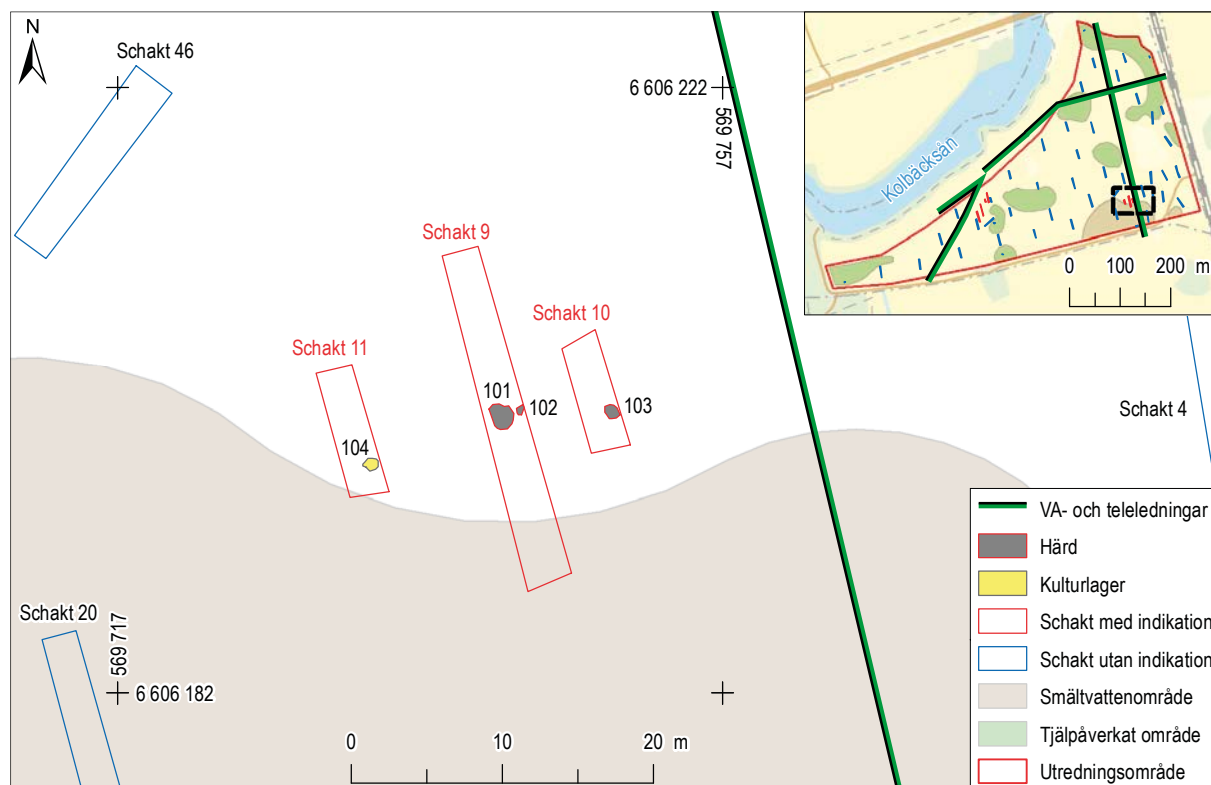 N
Schakt 46
6 606 222
569 757
Kolbäcksån
0 100 200 m
Schakt 9
Schakt 10
Schakt 11
101
102
103
104
Schakt 4
Schakt 20
569 717
6 606 182
0 10 20 m
VA- och teleledningar
Härd
Kulturlager
Schakt med indikation
Schakt utan indikation
Smältvattenområde
Tjälpåverkat område
Utredningsområde